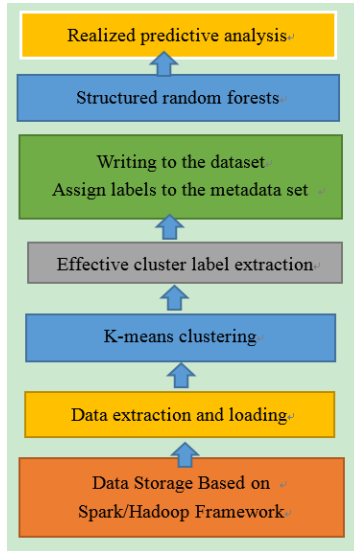 Realized predictive analysis
Structured random forests
Writing to the dataset
Assign labels to the metadata set
Effective cluster label extraction
K-means clustering
Data extraction and loading
Data Storage Based on
Spark/Hadoop Framework